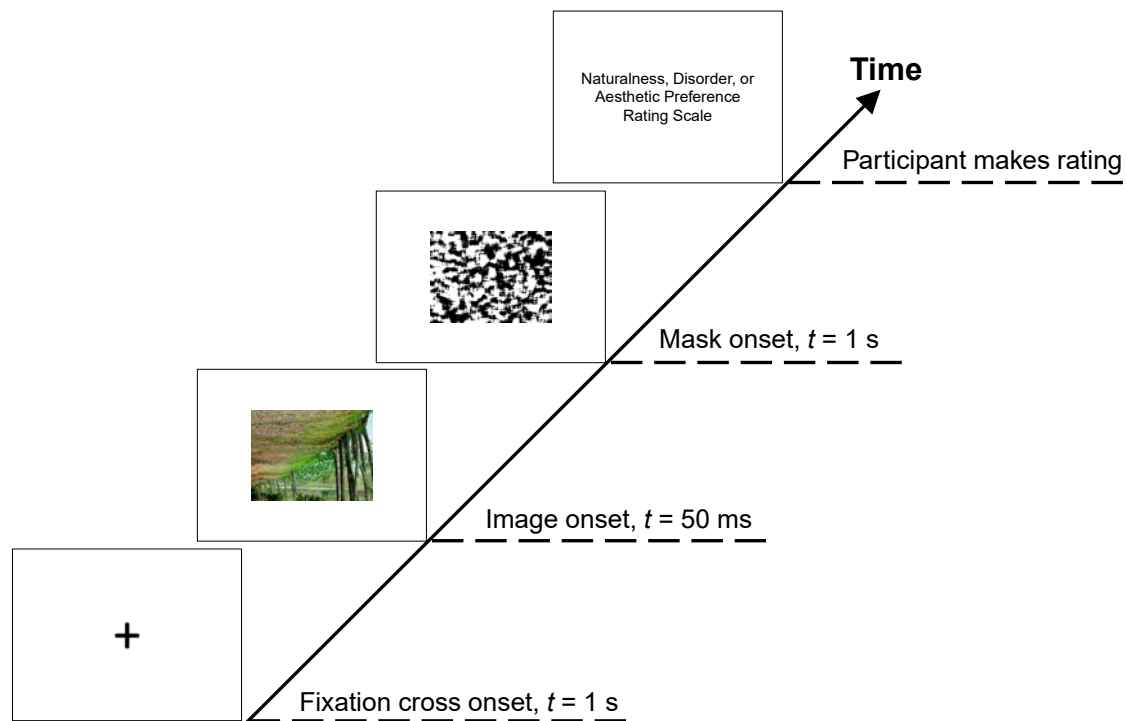 Naturalness, Disorder, or
Aesthetic Preference
Rating Scale
Time
Participant makes rating
Mask onset, t = 1 s
Image onset, t = 50 ms
Fixation cross onset, t = 1 s